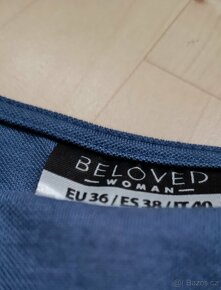 BELOVED
WOMAN
EU 36 / ES 38 / IT 40
Bazos.cz